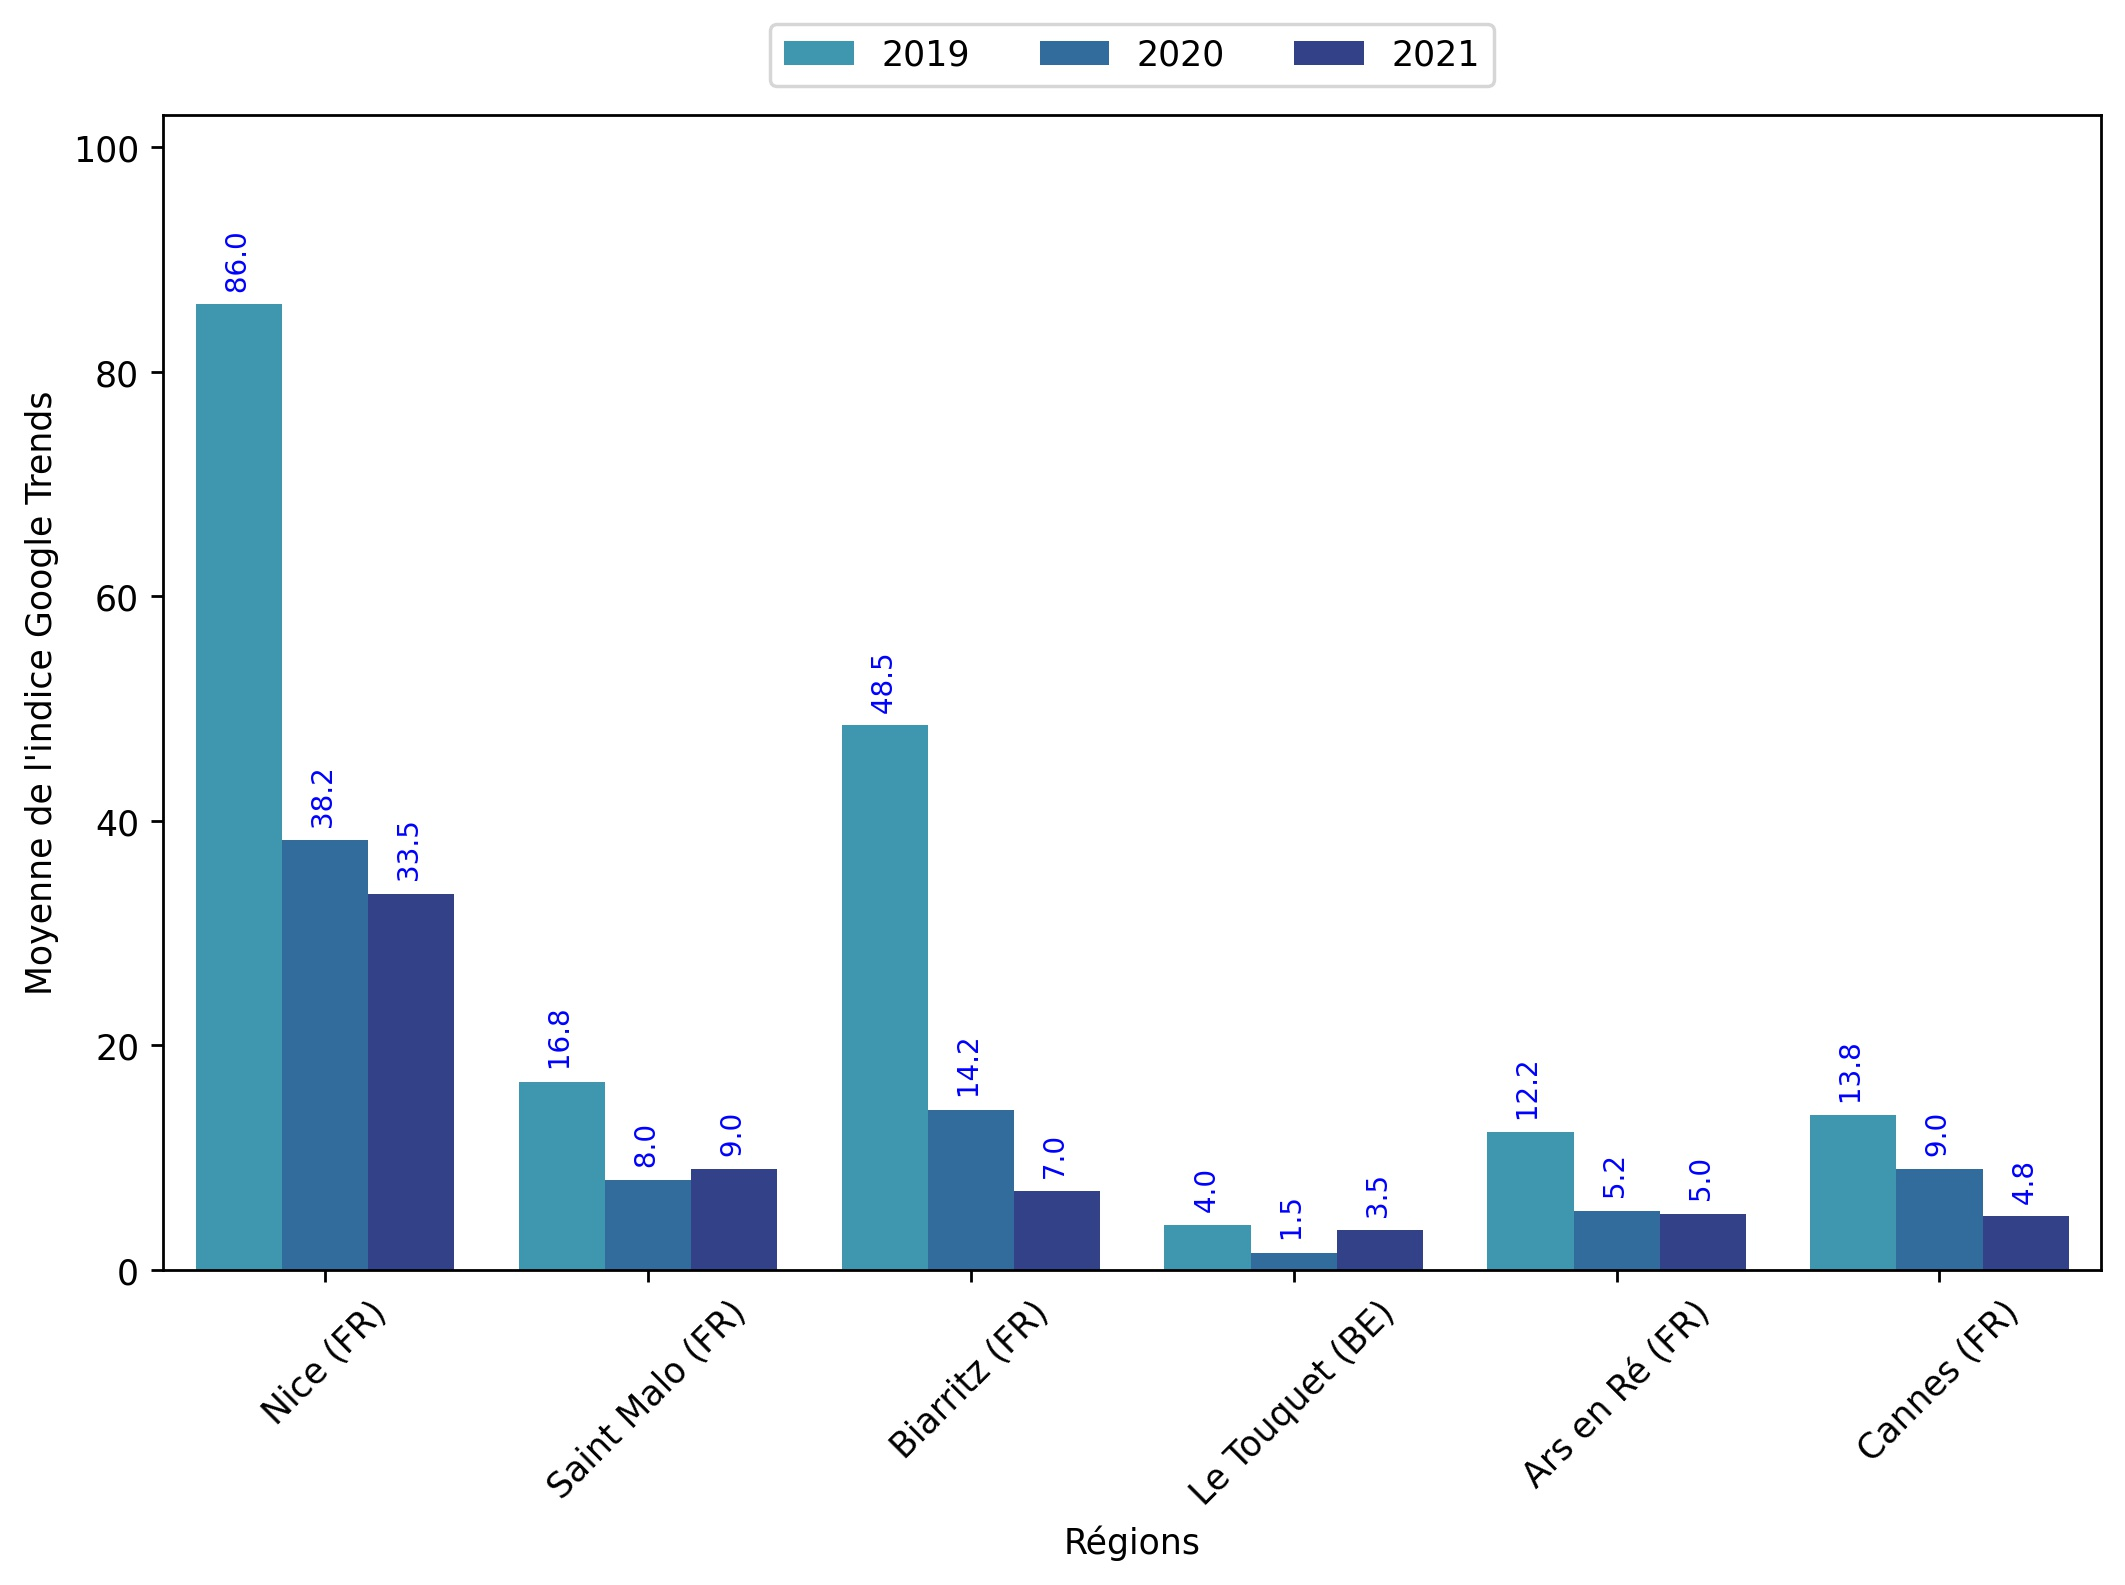 2019 2020 2021
Moyenne de l'indice Google Trends
100
80
60
40
20
0
86.0 38.2 33.5
16.8 8.0 9.0
48.5 14.2 7.0
4.0 1.5 3.5
12.2 5.2 5.0
13.8 9.0 4.8
Nice (FR)
Saint Malo (FR)
Biarritz (FR)
Le Touquet (BE)
Ars en Ré (FR)
Cannes (FR)
Régions